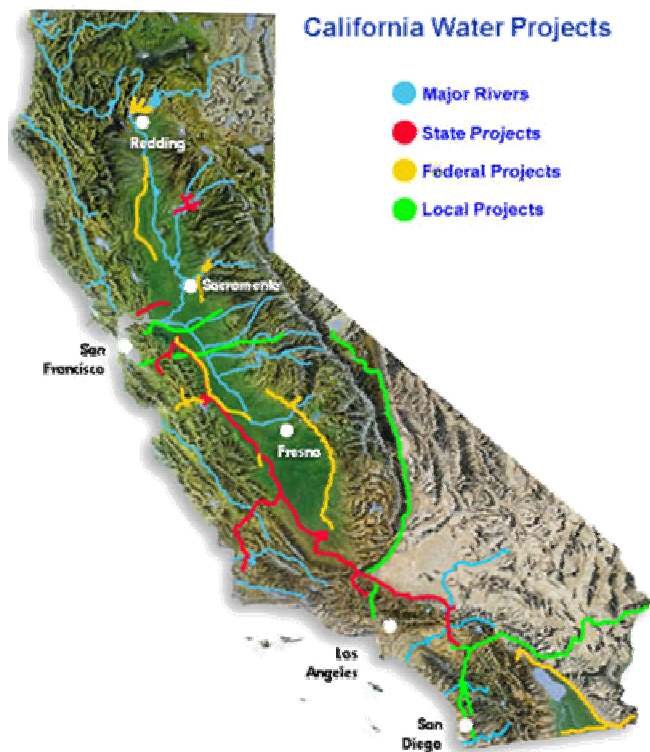 California Water Projects
Major Rivers
State Projects
Federal Projects
Local Projects
Redding
Sacramento
San
Francisco
Fresno
Los
Angeles
San
Diego